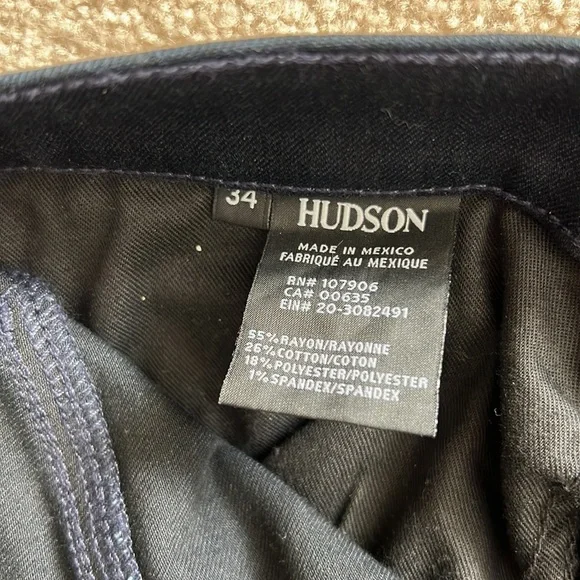 34
HUDSON
MADE IN MEXICO
FABRIQUÉ AU MEXIQUE
RN# 107906
CA# 00635
EIN# 20-3082491
55%RAYON/RAYONNE
26%COTTON/COTON
18%POLYESTER/POLYESTER
1%SPANDEX/SPANDEX